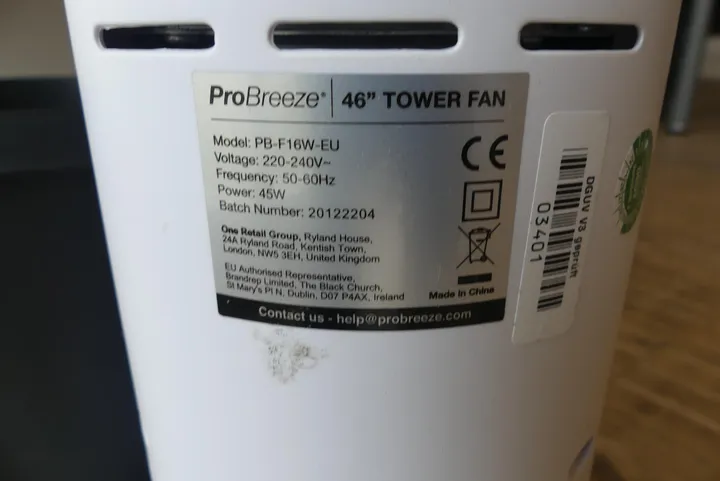 ProBreeze® 46” TOWER FAN
Model: PB-F16W-EU
Voltage: 220-240V~
Frequency: 50-60Hz
Power: 45W
Batch Number: 20122204
One Retail Group, Ryland House,
24A Ryland Road, Kentish Town,
London, NW5 3EH, United Kingdom
EU Authorised Representative,
Brandrep Limited, The Black Church,
St Mary's Pl N, Dublin, D07 P4AX, Ireland
CE
Made in China
Contact us - help@probreeze.com
DGUV V3 geprüft
03401